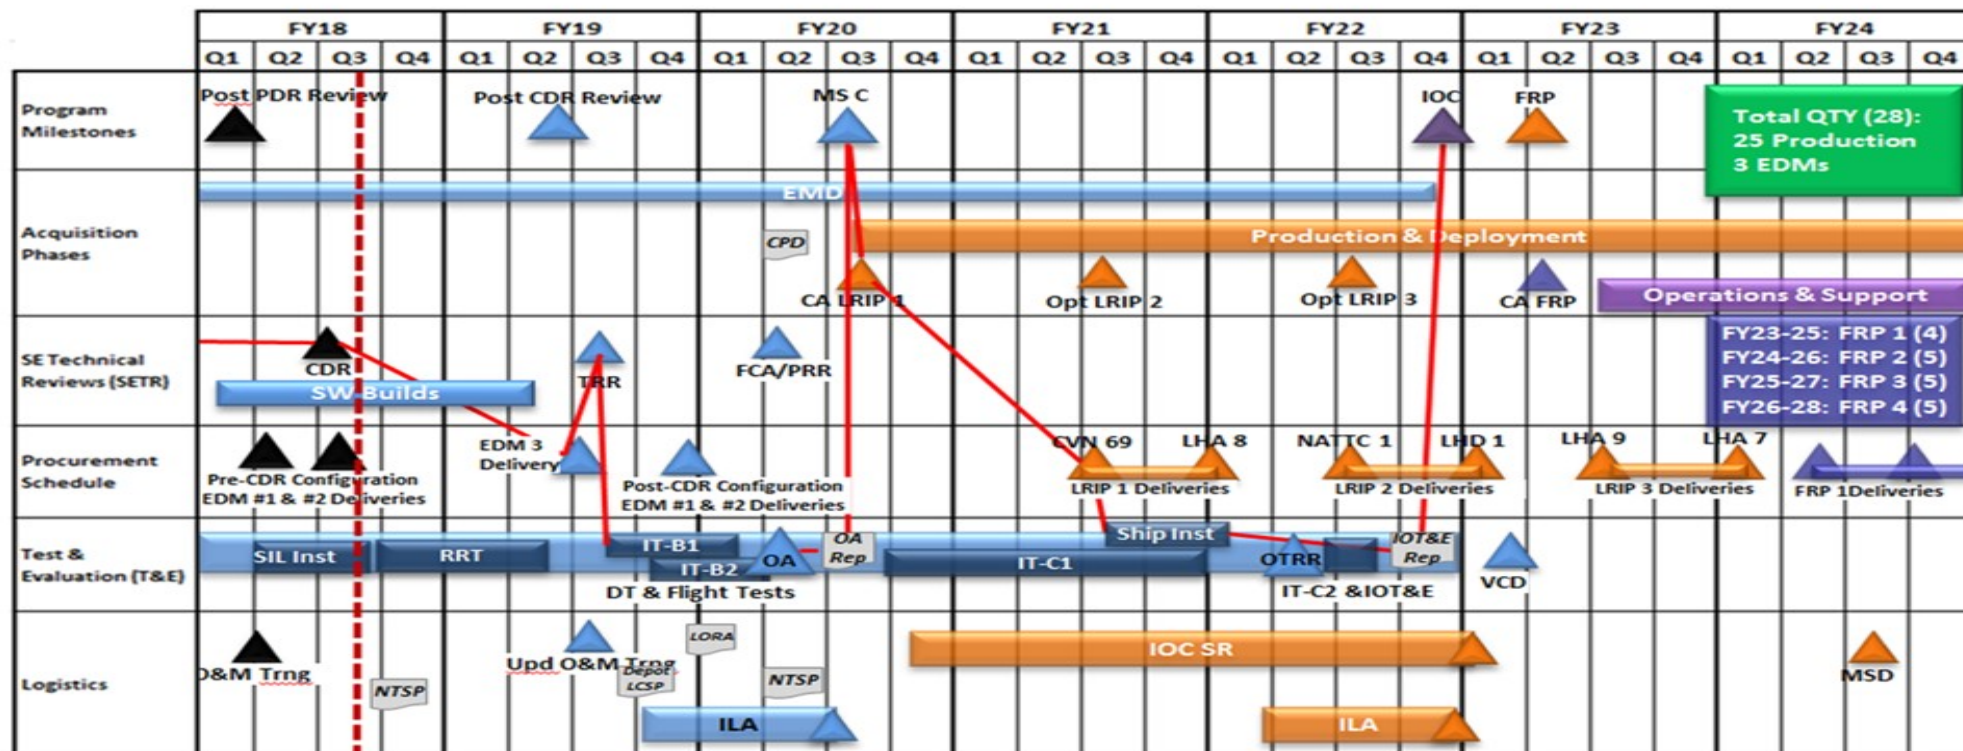 FY18 FY19 FY20 FY21 FY22 FY23 FY24
Q1 Q2 Q3 Q4 Q1 Q2 Q3 Q4 Q1 Q2 Q3 Q4 Q1 Q2 Q3 Q4 Q1 Q2 Q3 Q4 Q1 Q2 Q3 Q4 Q1 Q2 Q3 Q4
Program
Milestones
Post PDR Review
Post CDR Review
MS C
IOC
FRP
Total QTY (28):
25 Production
3 EDMs
Acquisition
Phases
EMD
CPD
Production & Deployment
CA LRIP 1
Opt LRIP 2
Opt LRIP 3
CA FRP
Operations & Support
SE Technical
Reviews (SETR)
CDR
SW Builds
TRR
FCA/PRR
FY23-25: FRP 1 (4)
FY24-26: FRP 2 (5)
FY25-27: FRP 3 (5)
FY26-28: FRP 4 (5)
Procurement
Schedule
Pre-CDR Configuration
EDM #1 & #2 Deliveries
EDM 3
Delivery
Post-CDR Configuration
EDM #1 & #2 Deliveries
CVN 69
LHA 8
LRIP 1 Deliveries
NATTC 1
LHD 1
LRIP 2 Deliveries
LHA 9
LHA 7
LRIP 3 Deliveries
FRP 1Deliveries
Test &
Evaluation (T&E)
SIL Inst
RRT
IT-B1
IT-B2
OA
OA
Rep
DT & Flight Tests
IT-C1
Ship Inst
OTRR
IOT&E
Rep
IT-C2 &IOT&E
VCD
Logistics
O&M Trng
NTSP
Upd O&M Trng
Depot
LCSP
LORA
NTSP
ILA
IOC SR
ILA
MSD